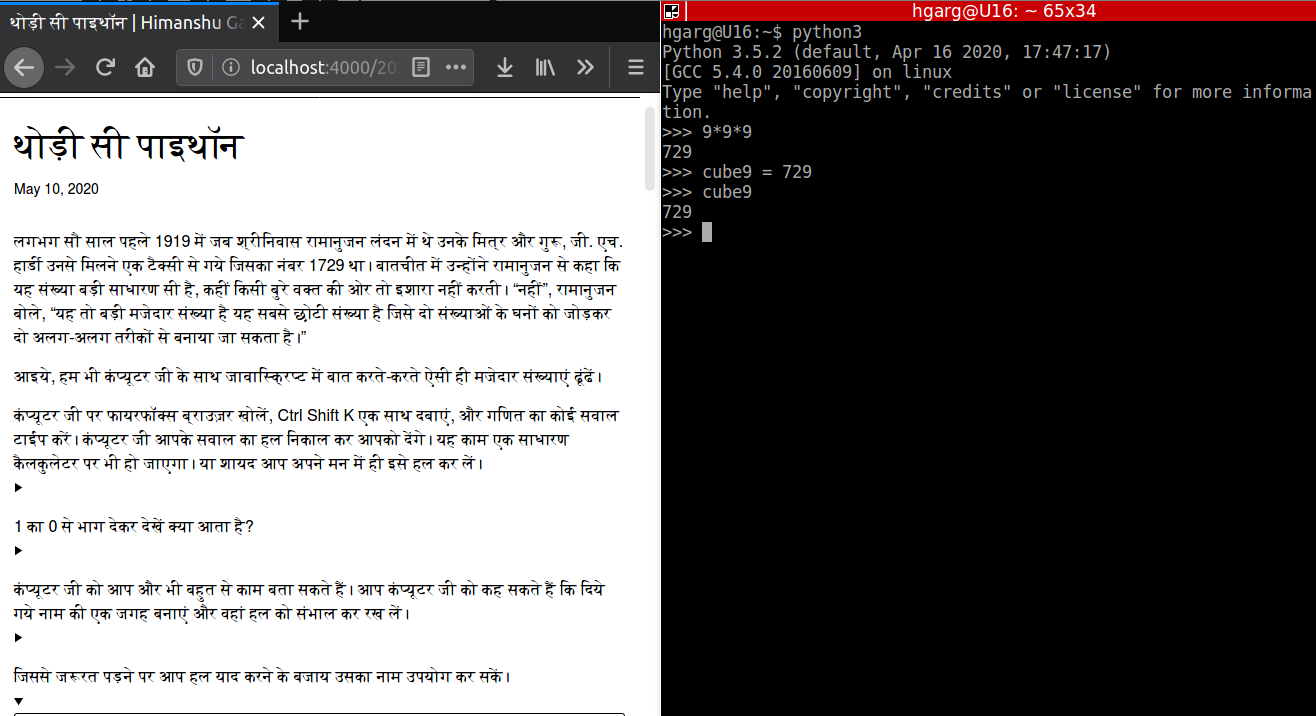 थोड़ी सी पाइथॉन | Himanshu Ga
localhost:4000/20
थोड़ी सी पाइथॉन
May 10, 2020
लगभग सौ साल पहले 1919 में जब श्रीनिवास रामानुजन लंदन में थे उनके मित्र और गुरू, जी. एच.
हार्डी उनसे मिलने एक टैक्सी से गये जिसका नंबर 1729 था। बातचीत में उन्होंने रामानुजन से कहा कि
यह संख्या बड़ी साधारण सी है, कहीं किसी बुरे वक्त की ओर तो इशारा नहीं करती। “नहीं”, रामानुजन
बोले, “यह तो बड़ी मजेदार संख्या है यह सबसे छोटी संख्या है जिसे दो संख्याओं के घनों को जोड़कर
दो अलग-अलग तरीकों से बनाया जा सकता है।”
आइये, हम भी कंप्यूटर जी के साथ जावास्क्रिप्ट में बात करते-करते ऐसी ही मजेदार संख्याएं ढूंढें।
कंप्यूटर जी पर फायरफॉक्स ब्राउज़र खोलें, Ctrl Shift K एक साथ दबाएं, और गणित का कोई सवाल
टाईप करें। कंप्यूटर जी आपके सवाल का हल निकाल कर आपको देंगे। यह काम एक साधारण
कैलकुलेटर पर भी हो जाएगा। या शायद आप अपने मन में ही इसे हल कर लें।
1 का 0 से भाग देकर देखें क्या आता है?
कंप्यूटर जी को आप और भी बहुत से काम बता सकते हैं। आप कंप्यूटर जी को कह सकते हैं कि दिये
गये नाम की एक जगह बनाएं और वहां हल को संभाल कर रख लें।
जिससे जरूरत पड़ने पर आप हल याद करने के बजाय उसका नाम उपयोग कर सकें।
hgarg@U16: ~ 65x34
hgarg@U16:~$ python3
Python 3.5.2 (default, Apr 16 2020, 17:47:17)
[GCC 5.4.0 20160609] on linux
Type "help", "copyright", "credits" or "license" for more informa
tion.
>>> 9*9*9
729
>>> cube9 = 729
>>> cube9
729
>>>